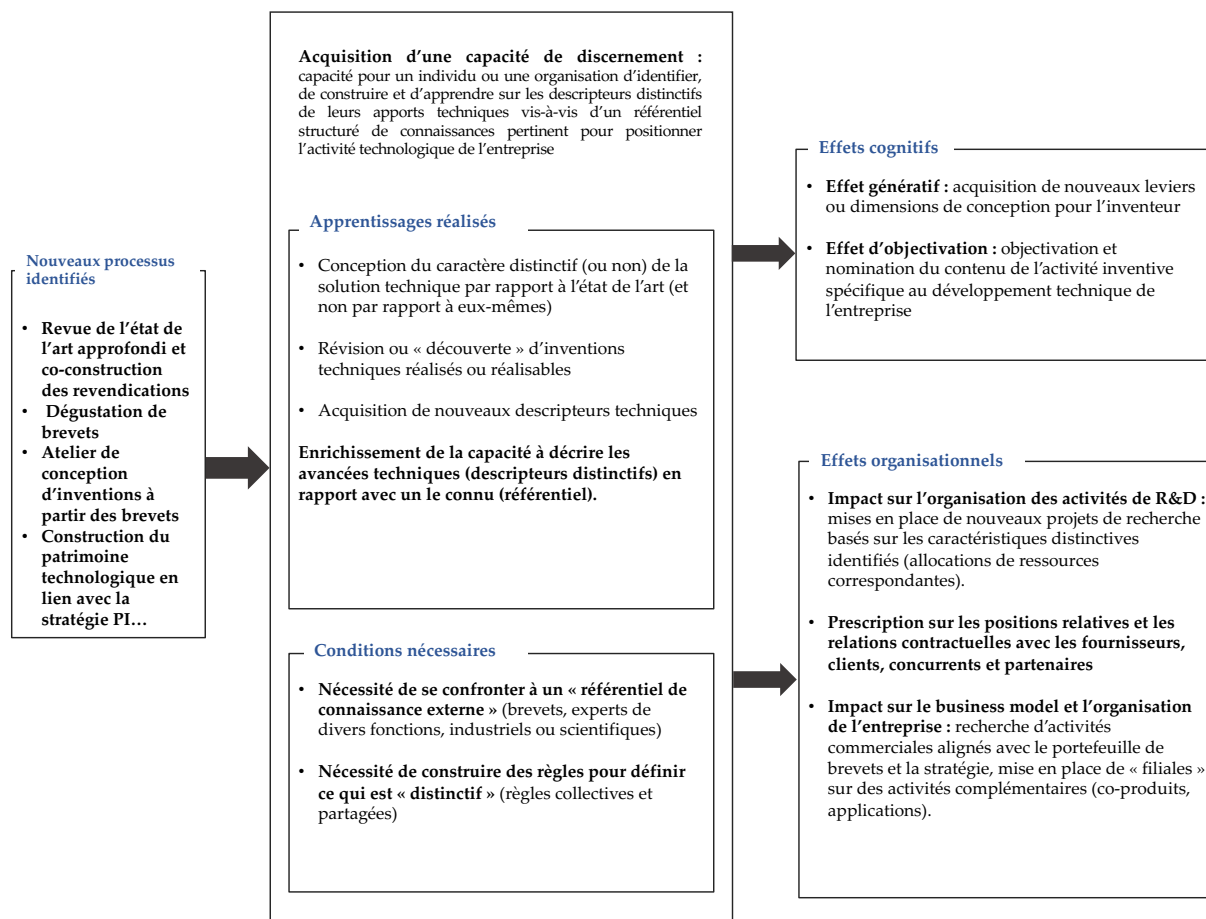 Nouveaux processus
identifiés
• Revue de l'état de
l'art approfondi et
co-construction
des revendications
• Dégustation de
brevets
• Atelier de
conception
d'inventions à
partir des brevets
• Construction du
patrimoine
technologique en
lien avec la
stratégie PI…
Acquisition d'une capacité de discernement :
capacité pour un individu ou une organisation d'identifier,
de construire et d'apprendre sur les descripteurs distinctifs
de leurs apports techniques vis-à-vis d'un référentiel
structuré de connaissances pertinent pour positionner
l'activité technologique de l'entreprise
Apprentissages réalisés
• Conception du caractère distinctif (ou non) de la
solution technique par rapport à l'état de l'art (et
non par rapport à eux-mêmes)
• Révision ou « découverte » d'inventions
techniques réalisés ou réalisables
• Acquisition de nouveaux descripteurs techniques
Enrichissement de la capacité à décrire les
avancées techniques (descripteurs distinctifs) en
rapport avec un le connu (référentiel).
Conditions nécessaires
• Nécessité de se confronter à un « référentiel de
connaissance externe » (brevets, experts de
divers fonctions, industriels ou scientifiques)
• Nécessité de construire des règles pour définir
ce qui est « distinctif » (règles collectives et
partagées)
Effets cognitifs
• Effet génératif : acquisition de nouveaux leviers
ou dimensions de conception pour l'inventeur
• Effet d'objectivation : objectivation et
nomination du contenu de l'activité inventive
spécifique au développement technique de
l'entreprise
Effets organisationnels
• Impact sur l'organisation des activités de R&D :
mises en place de nouveaux projets de recherche
basés sur les caractéristiques distinctives
identifiés (allocations de ressources
correspondantes).
• Prescription sur les positions relatives et les
relations contractuelles avec les fournisseurs,
clients, concurrents et partenaires
• Impact sur le business model et l'organisation
de l'entreprise : recherche d'activités
commerciales alignés avec le portefeuille de
brevets et la stratégie, mise en place de « filiales »
sur des activités complémentaires (co-produits,
applications).